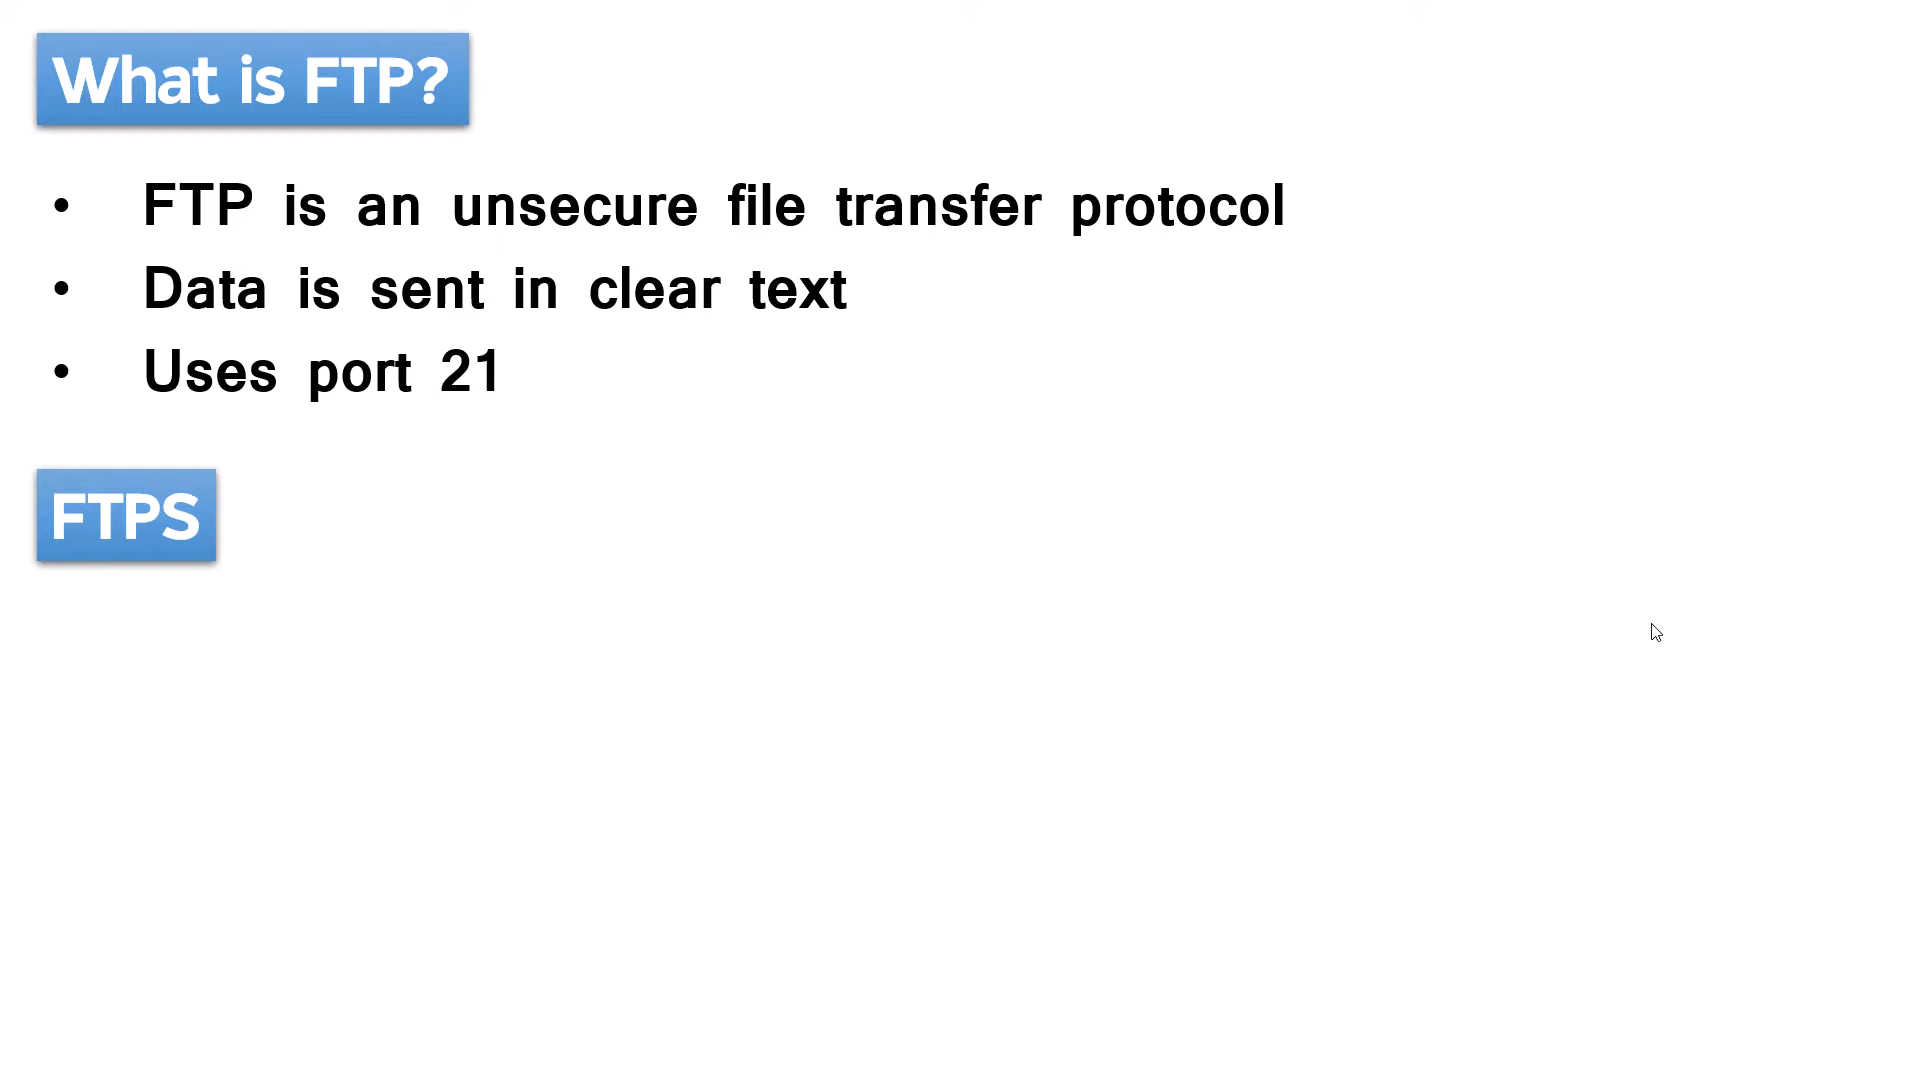 What is FTP?
• FTP is an unsecure file transfer protocol
• Data is sent in clear text
• Uses port 21
FTPS